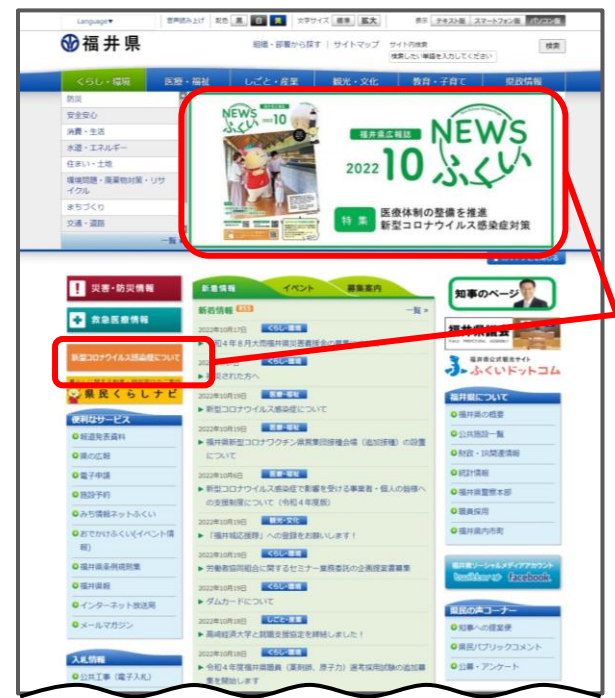 Language▼ 音声読み上げ 配色 黒 白 青 文字サイズ 標準 拡大 表示 テキスト版 スマートフォン版 パソコン版
福井県
組織・部署から探す | サイトマップ サイト内検索
検索したい単語を入力してください 検索
くらし・環境 医療・福祉 しごと・産業 観光・文化 教育・子育て 県政情報
防災
安全安心
消費・生活
水道・エネルギー
住まい・土地
環境問題・廃棄物対策・リサイクル
まちづくり
交通・道路
一覧
NEWS
2022 10
ふくい
福井県広報誌 NEWS
2022 10 ふくい
特集 医療体制の整備を推進
新型コロナウイルス感染症対策
災害・防災情報
救急医療情報
新型コロナウイルス感染症について
県民くらしナビ
便利なサービス
報道発表資料
県の広報
電子申請
施設予約
みち情報ネットふくい
おでかけふくい(イベント情報)
福井県条例規則集
福井県報
インターネット放送局
メールマガジン
入札情報
公共工事(電子入札)
新着情報 イベント 募集案内
新着情報 一覧
2022年10月17日 くらし・環境
令和4年8月大雨
くらし・環境
された方へ
2022年10月19日 医療・福祉
新型コロナウイルス感染症について
2022年10月19日 医療・福祉
福井県新型コロナワクチン県営集団接種会場(追加接種)の設置について
2022年10月6日 医療・福祉
新型コロナウイルス感染症で影響を受ける事業者・個人の皆様への支援制度について(令和4年度版)
2022年10月19日 観光・文化
「福井城応援隊」への登録をお願いします!
2022年10月19日 くらし・環境
労働者協同組合に関するセミナー業務委託の企画提案書募集
2022年10月19日 くらし・環境
ダムカードについて
2022年10月18日 しごと・産業
高崎経済大学と就職支援協定を締結しました!
2022年10月18日 くらし・環境
令和4年度福井県職員(薬剤師、原子力)選考採用試験の追加募集を開始します
知事のページ
福井県議会
福井県公式観光サイト
ふくいドットコム
福井県について
福井県の概要
公共施設一覧
財政・IR関連情報
統計情報
福井県警察本部
職員採用
福井県内市町
福井県ソーシャルメディアアカウント
twitter facebook
県民の声コーナー
知事への提案便
県民パブリックコメント
公募・アンケート